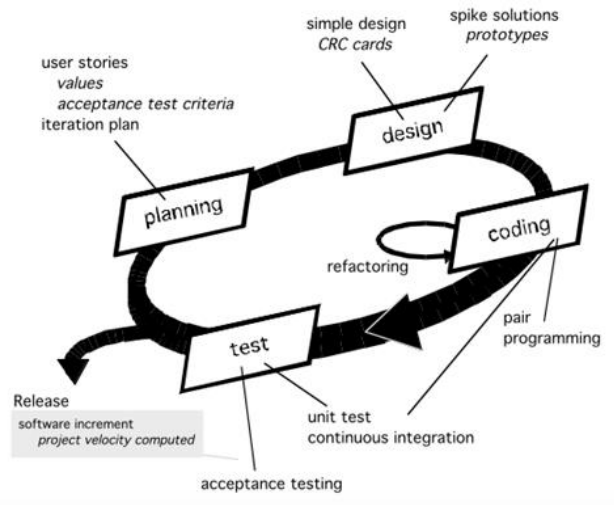 simple design
CRC cards
spike solutions
prototypes
user stories
values
acceptance test criteria
iteration plan
design
planning
coding
refactoring
test
pair
programming
Release
software increment
project velocity computed
unit test
continuous integration
acceptance testing